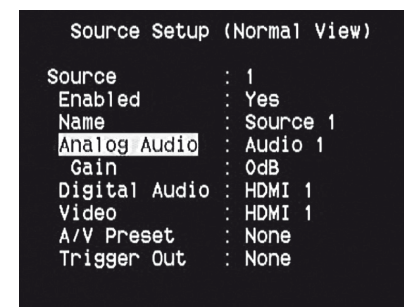 Source Setup (Normal View)
Source : 1
Enabled : Yes
Name : Source 1
Analog Audio : Audio 1
Gain : 0dB
Digital Audio : HDMI 1
Video : HDMI 1
A/V Preset : None
Trigger Out : None